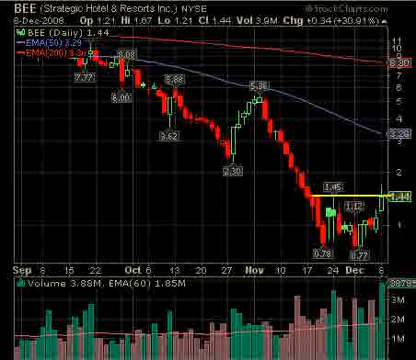 BEE (Strategic Hotel & Resorts Inc.) NYSE
© StockCharts.com
8-Dec-2008 Op 1.21 Hi 1.67 Lo 1.21 Cl 1.44 Vol 3.9M Chg +0.34 (+30.91%)
BEE (Daily) 1.44
EMA(50) 3.29
EMA(200) 8.30
11
10
9
8.30
8.08
7.77
7
6.00
5.88
5.36
5
4
3.62
3.29
2.30
2
1.45
1.44
1.12
1
0.78
0.77
Sep 8 15 22 Oct 6 13 20 27 Nov 10 17 24 Dec 8
Volume 3.88M, EMA(60) 1.85M
3M
2M
1M